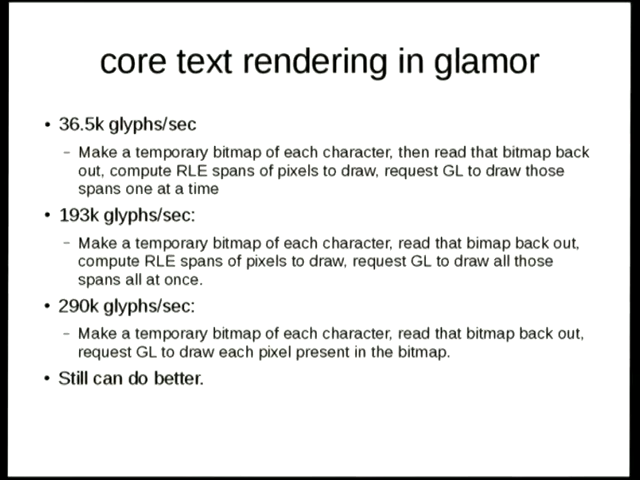 core text rendering in glamor
• 36.5k glyphs/sec
– Make a temporary bitmap of each character, then read that bitmap back
out, compute RLE spans of pixels to draw, request GL to draw those
spans one at a time
• 193k glyphs/sec:
– Make a temporary bitmap of each character, read that bimap back out,
compute RLE spans of pixels to draw, request GL to draw all those
spans all at once.
• 290k glyphs/sec:
– Make a temporary bitmap of each character, read that bitmap back out,
request GL to draw each pixel present in the bitmap.
• Still can do better.